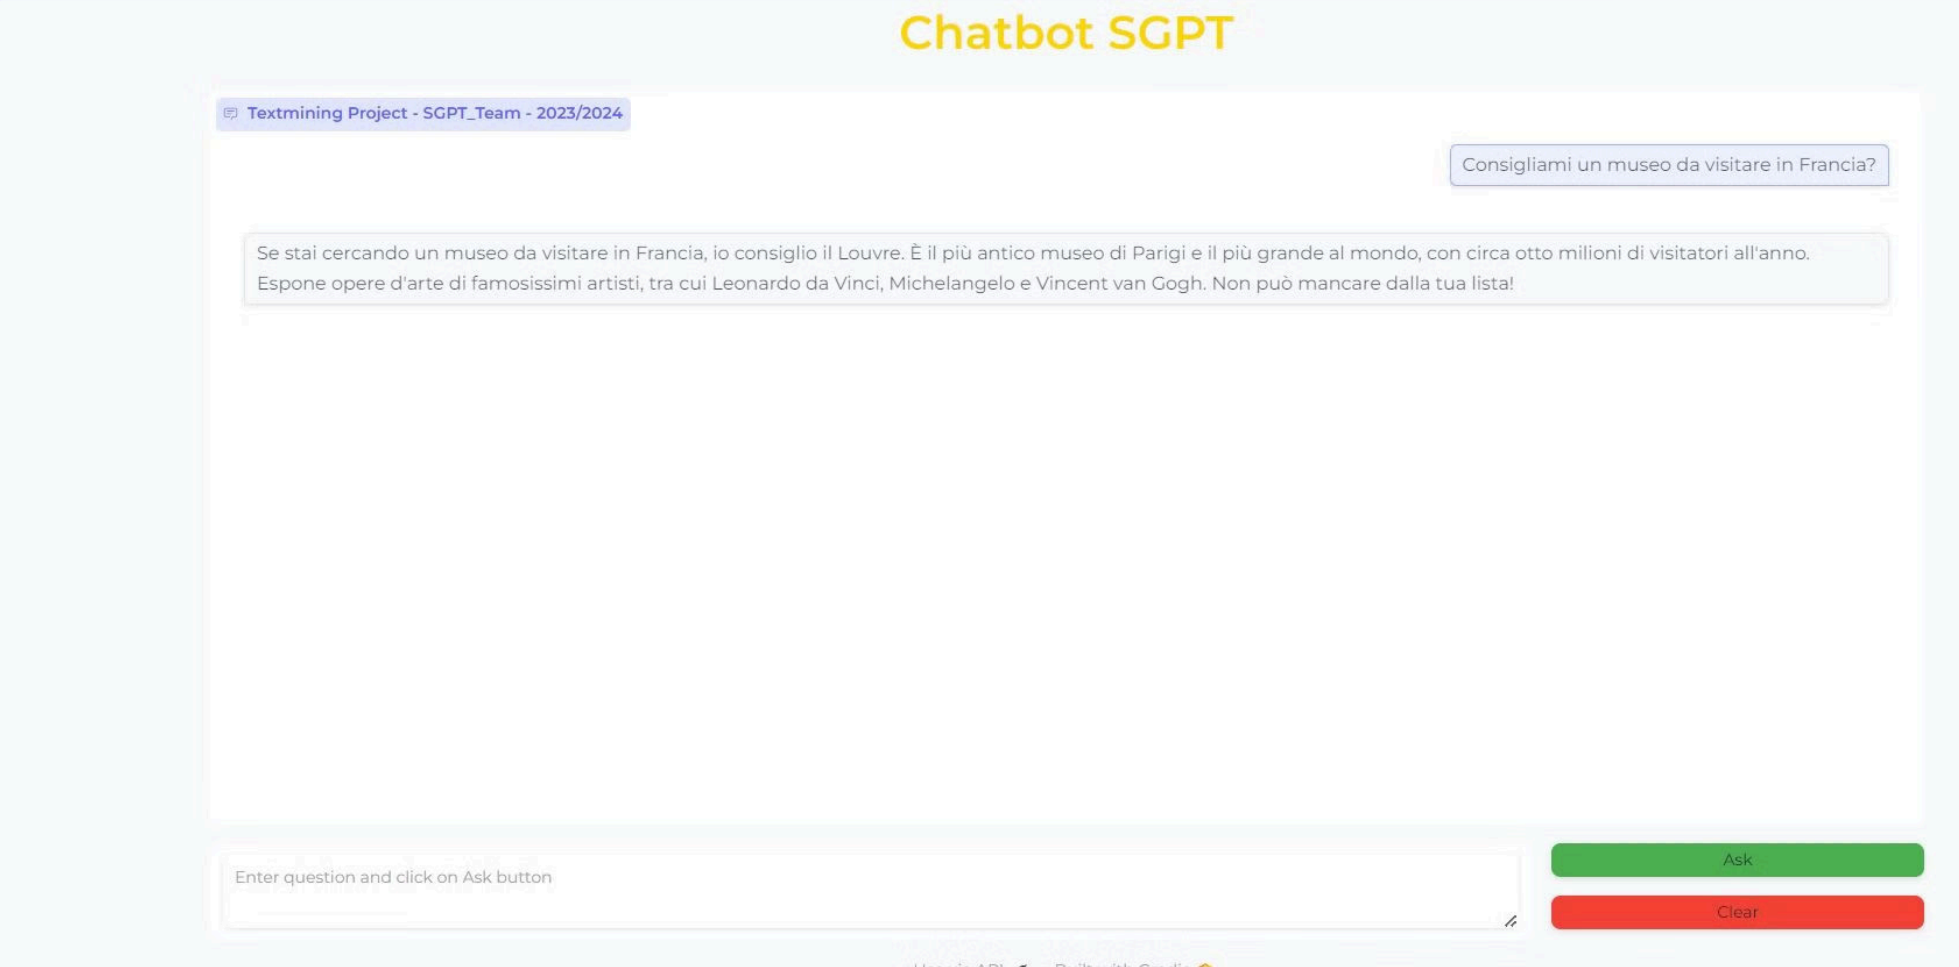 Chatbot SGPT
Textmining Project - SGPT_Team - 2023/2024
Consigliami un museo da visitare in Francia?
Se stai cercando un museo da visitare in Francia, io consiglio il Louvre. È il più antico museo di Parigi e il più grande al mondo, con circa otto milioni di visitatori all'anno.
Espone opere d'arte di famosissimi artisti, tra cui Leonardo da Vinci, Michelangelo e Vincent van Gogh. Non può mancare dalla tua lista!
Enter question and click on Ask button
Ask
Clear